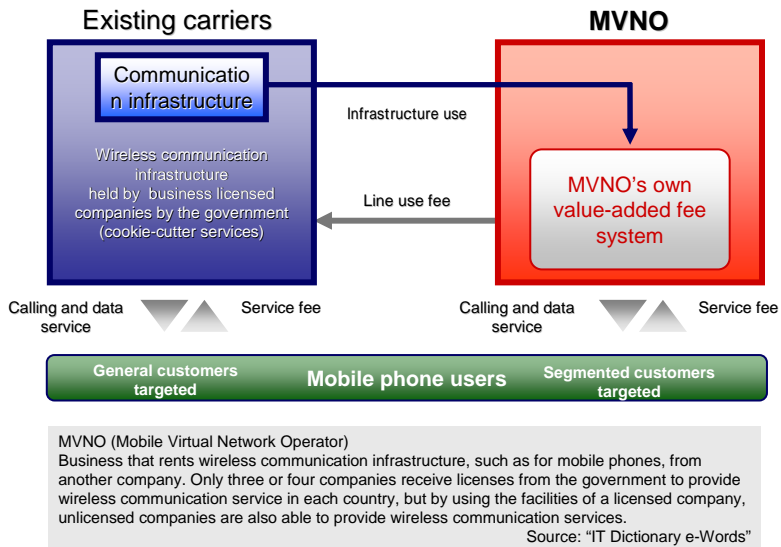 Existing carriers
MVNO
Communicatio
n infrastructure
Infrastructure use
Wireless communication
infrastructure
held by business licensed
companies by the government
(cookie-cutter services)
Line use fee
MVNO's own
value-added fee
system
Calling and data
service
Service fee
Calling and data
service
Service fee
General customers
targeted
Mobile phone users
Segmented customers
targeted
MVNO (Mobile Virtual Network Operator)
Business that rents wireless communication infrastructure, such as for mobile phones, from
another company. Only three or four companies receive licenses from the government to provide
wireless communication service in each country, but by using the facilities of a licensed company,
unlicensed companies are also able to provide wireless communication services.
Source: “IT Dictionary e-Words”